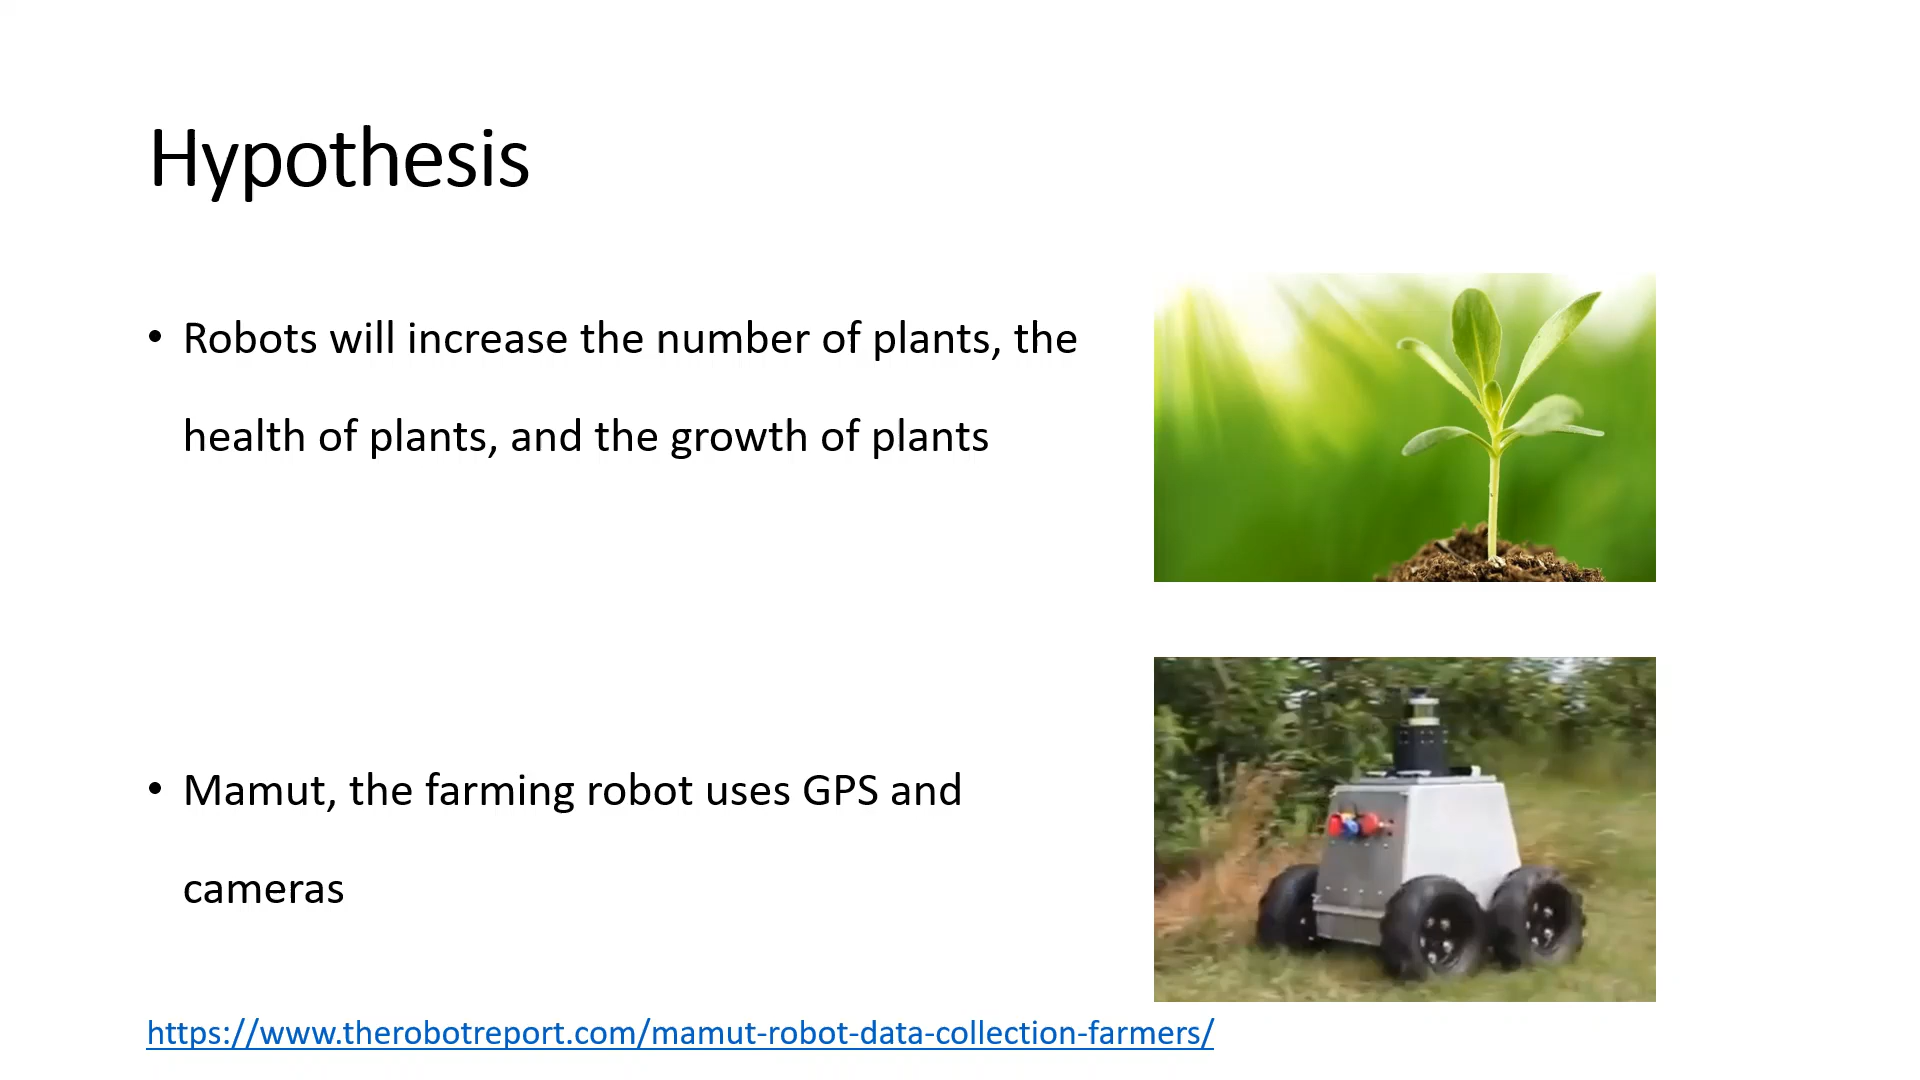 Hypothesis
• Robots will increase the number of plants, the
health of plants, and the growth of plants
• Mamut, the farming robot uses GPS and
cameras
https://www.therobotreport.com/mamut-robot-data-collection-farmers/